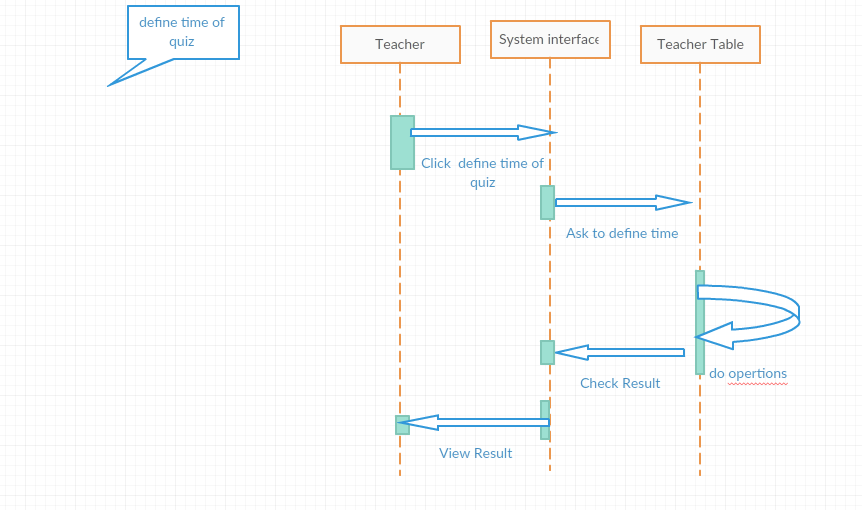 define time of
quiz
Teacher
System interface
Teacher Table
Click define time of
quiz
Ask to define time
Check Result
do opertions
View Result